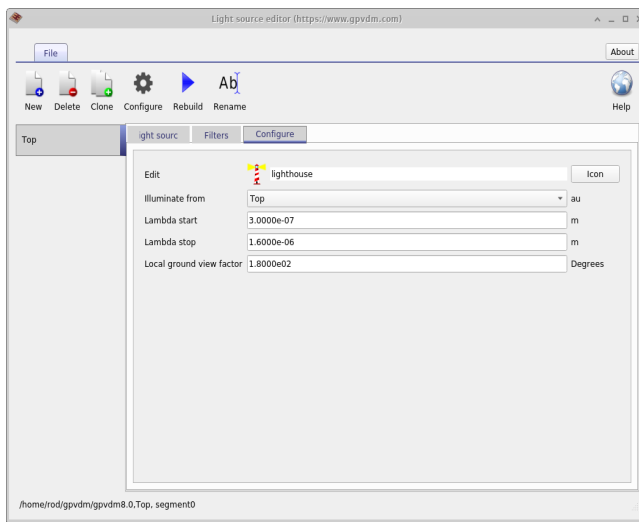 Light source editor (https://www.gpvdm.com)
File
About
New Delete Clone Configure Rebuild Rename Help
Top
ight sourc Filters Configure
Edit lighthouse Icon
Illuminate from Top au
Lambda start 3.0000e-07 m
Lambda stop 1.6000e-06 m
Local ground view factor 1.8000e02 Degrees
/home/rod/gpvdm/gpvdm8.0,Top, segment0